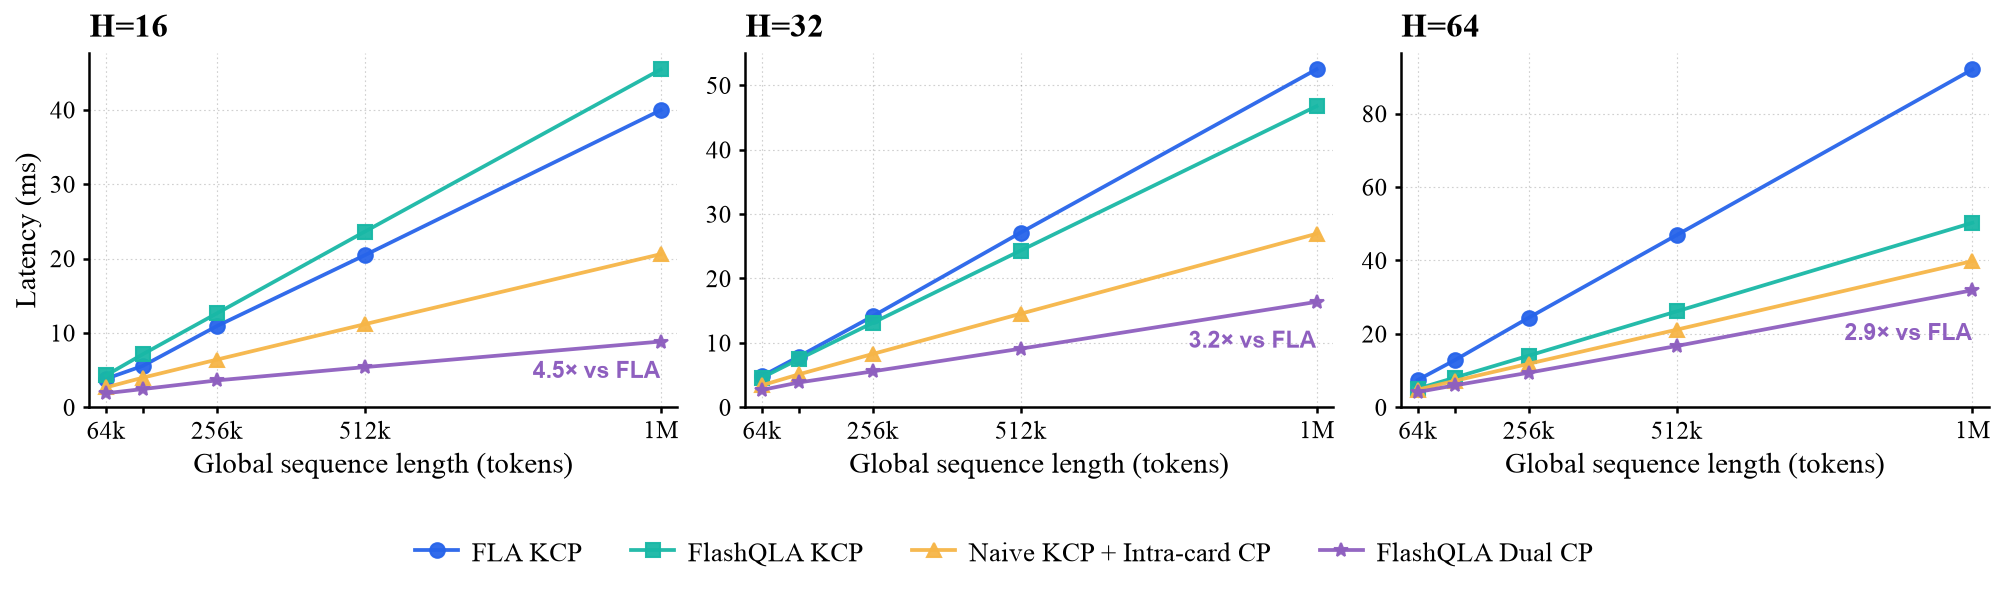 H=16
H=32
H=64
Latency (ms)
40
30
20
10
0
4.5× vs FLA
64k 256k 512k 1M
Global sequence length (tokens)
50
40
30
20
10
0
3.2× vs FLA
64k 256k 512k 1M
Global sequence length (tokens)
80
60
40
20
0
2.9× vs FLA
64k 256k 512k 1M
Global sequence length (tokens)
FLA KCP FlashQLA KCP Naive KCP + Intra-card CP FlashQLA Dual CP